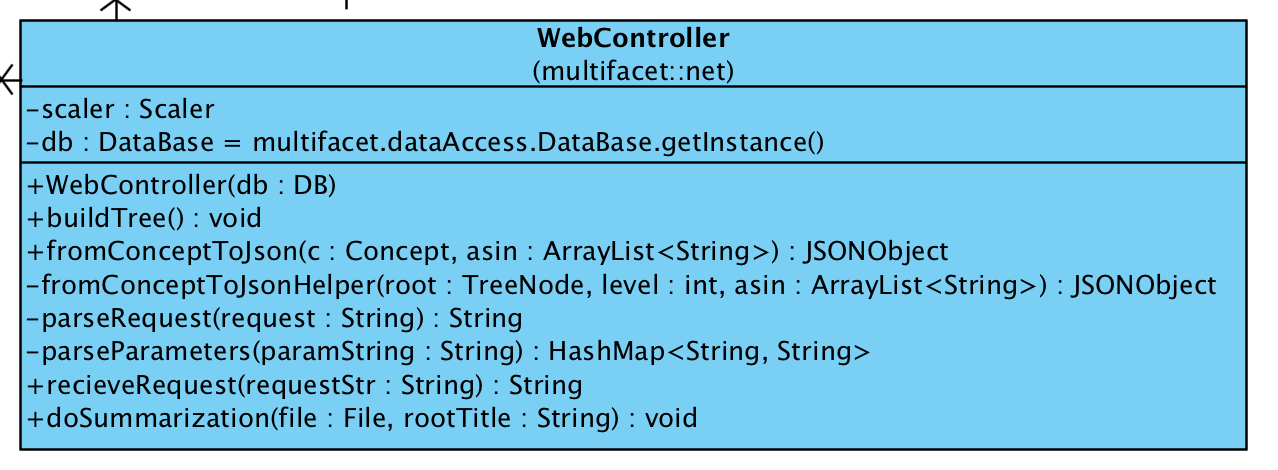 WebController
(multifacet::net)
-scaler : Scaler
-db : DataBase = multifacet.dataAccess.DataBase.getInstance()
+WebController(db : DB)
+buildTree() : void
+fromConceptToJson(c : Concept, asin : ArrayList<String>) : JSONObject
-fromConceptToJsonHelper(root : TreeNode, level : int, asin : ArrayList<String>) : JSONObject
-parseRequest(request : String) : String
-parseParameters(paramString : String) : HashMap<String, String>
+recieveRequest(requestStr : String) : String
+doSummarization(file : File, rootTitle : String) : void